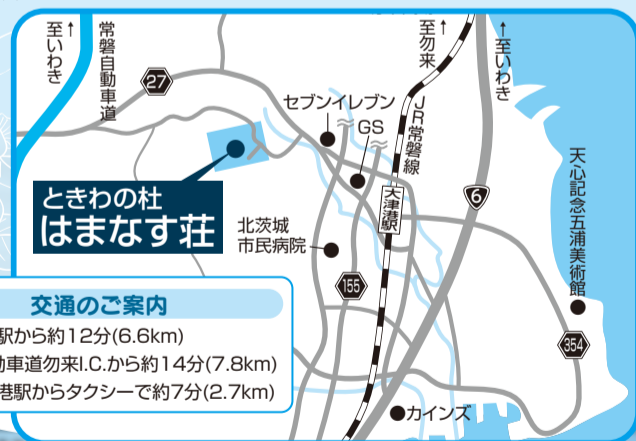 ↑至いわき
常磐自動車道
27
セブンイレブン
GS
至勿来↑
JR常磐線
↑至いわき
6
大津港駅
天心記念五浦美術館
ときわの杜
はまなす荘
北茨城
市民病院
155
354
カインズ
交通のご案内
駅から約12分(6.6km)
動車道勿来I.C.から約14分(7.8km)
港駅からタクシーで約7分(2.7km)